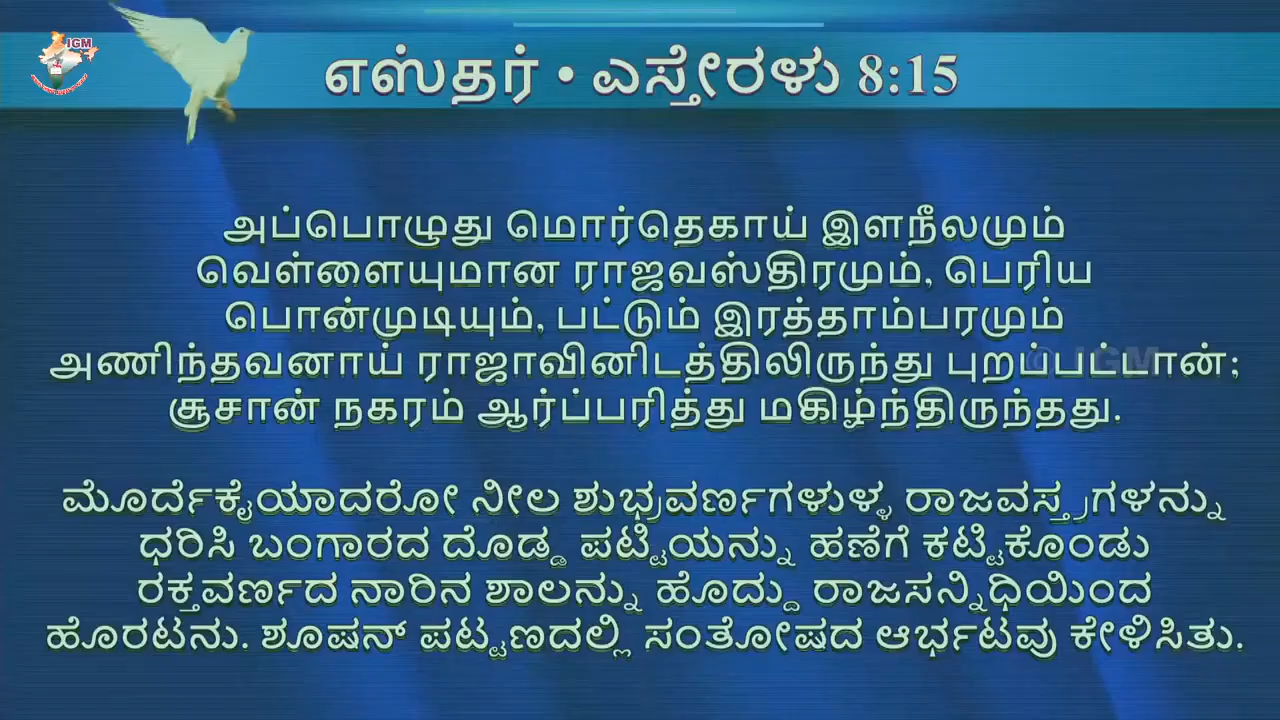 IGM
எஸ்தர் • ಎಸ್ತೇರಳು 8:15
அப்பொழுது மொர்தெகாய் இளநீலமும்
வெள்ளையுமான ராஜவஸ்திரமும், பெரிய
பொன்முடியும், பட்டும் இரத்தாம்பரமும்
அணிந்தவனாய் ராஜாவினிடத்திலிருந்து புறப்பட்டான்;
சூசான் நகரம் ஆர்ப்பரித்து மகிழ்ந்திருந்தது.
© IGM
ಮೊರ್ದೆಕೈಯಾದರೋ ನೀಲ ಶುಭ್ರವರ್ಣಗಳುಳ್ಳ ರಾಜವಸ್ತ್ರಗಳನ್ನು
ಧರಿಸಿ ಬಂಗಾರದ ದೊಡ್ಡ ಪಟ್ಟಿಯನ್ನು ಹಣೆಗೆ ಕಟ್ಟಿಕೊಂಡು
ರಕ್ತವರ್ಣದ ನಾರಿನ ಶಾಲನ್ನು ಹೊದ್ದು ರಾಜಸನ್ನಿಧಿಯಿಂದ
ಹೊರಟನು. ಶೂಷನ್ ಪಟ್ಟಣದಲ್ಲಿ ಸಂತೋಷದ ಆರ್ಭಟವು ಕೇಳಿಸಿತು.